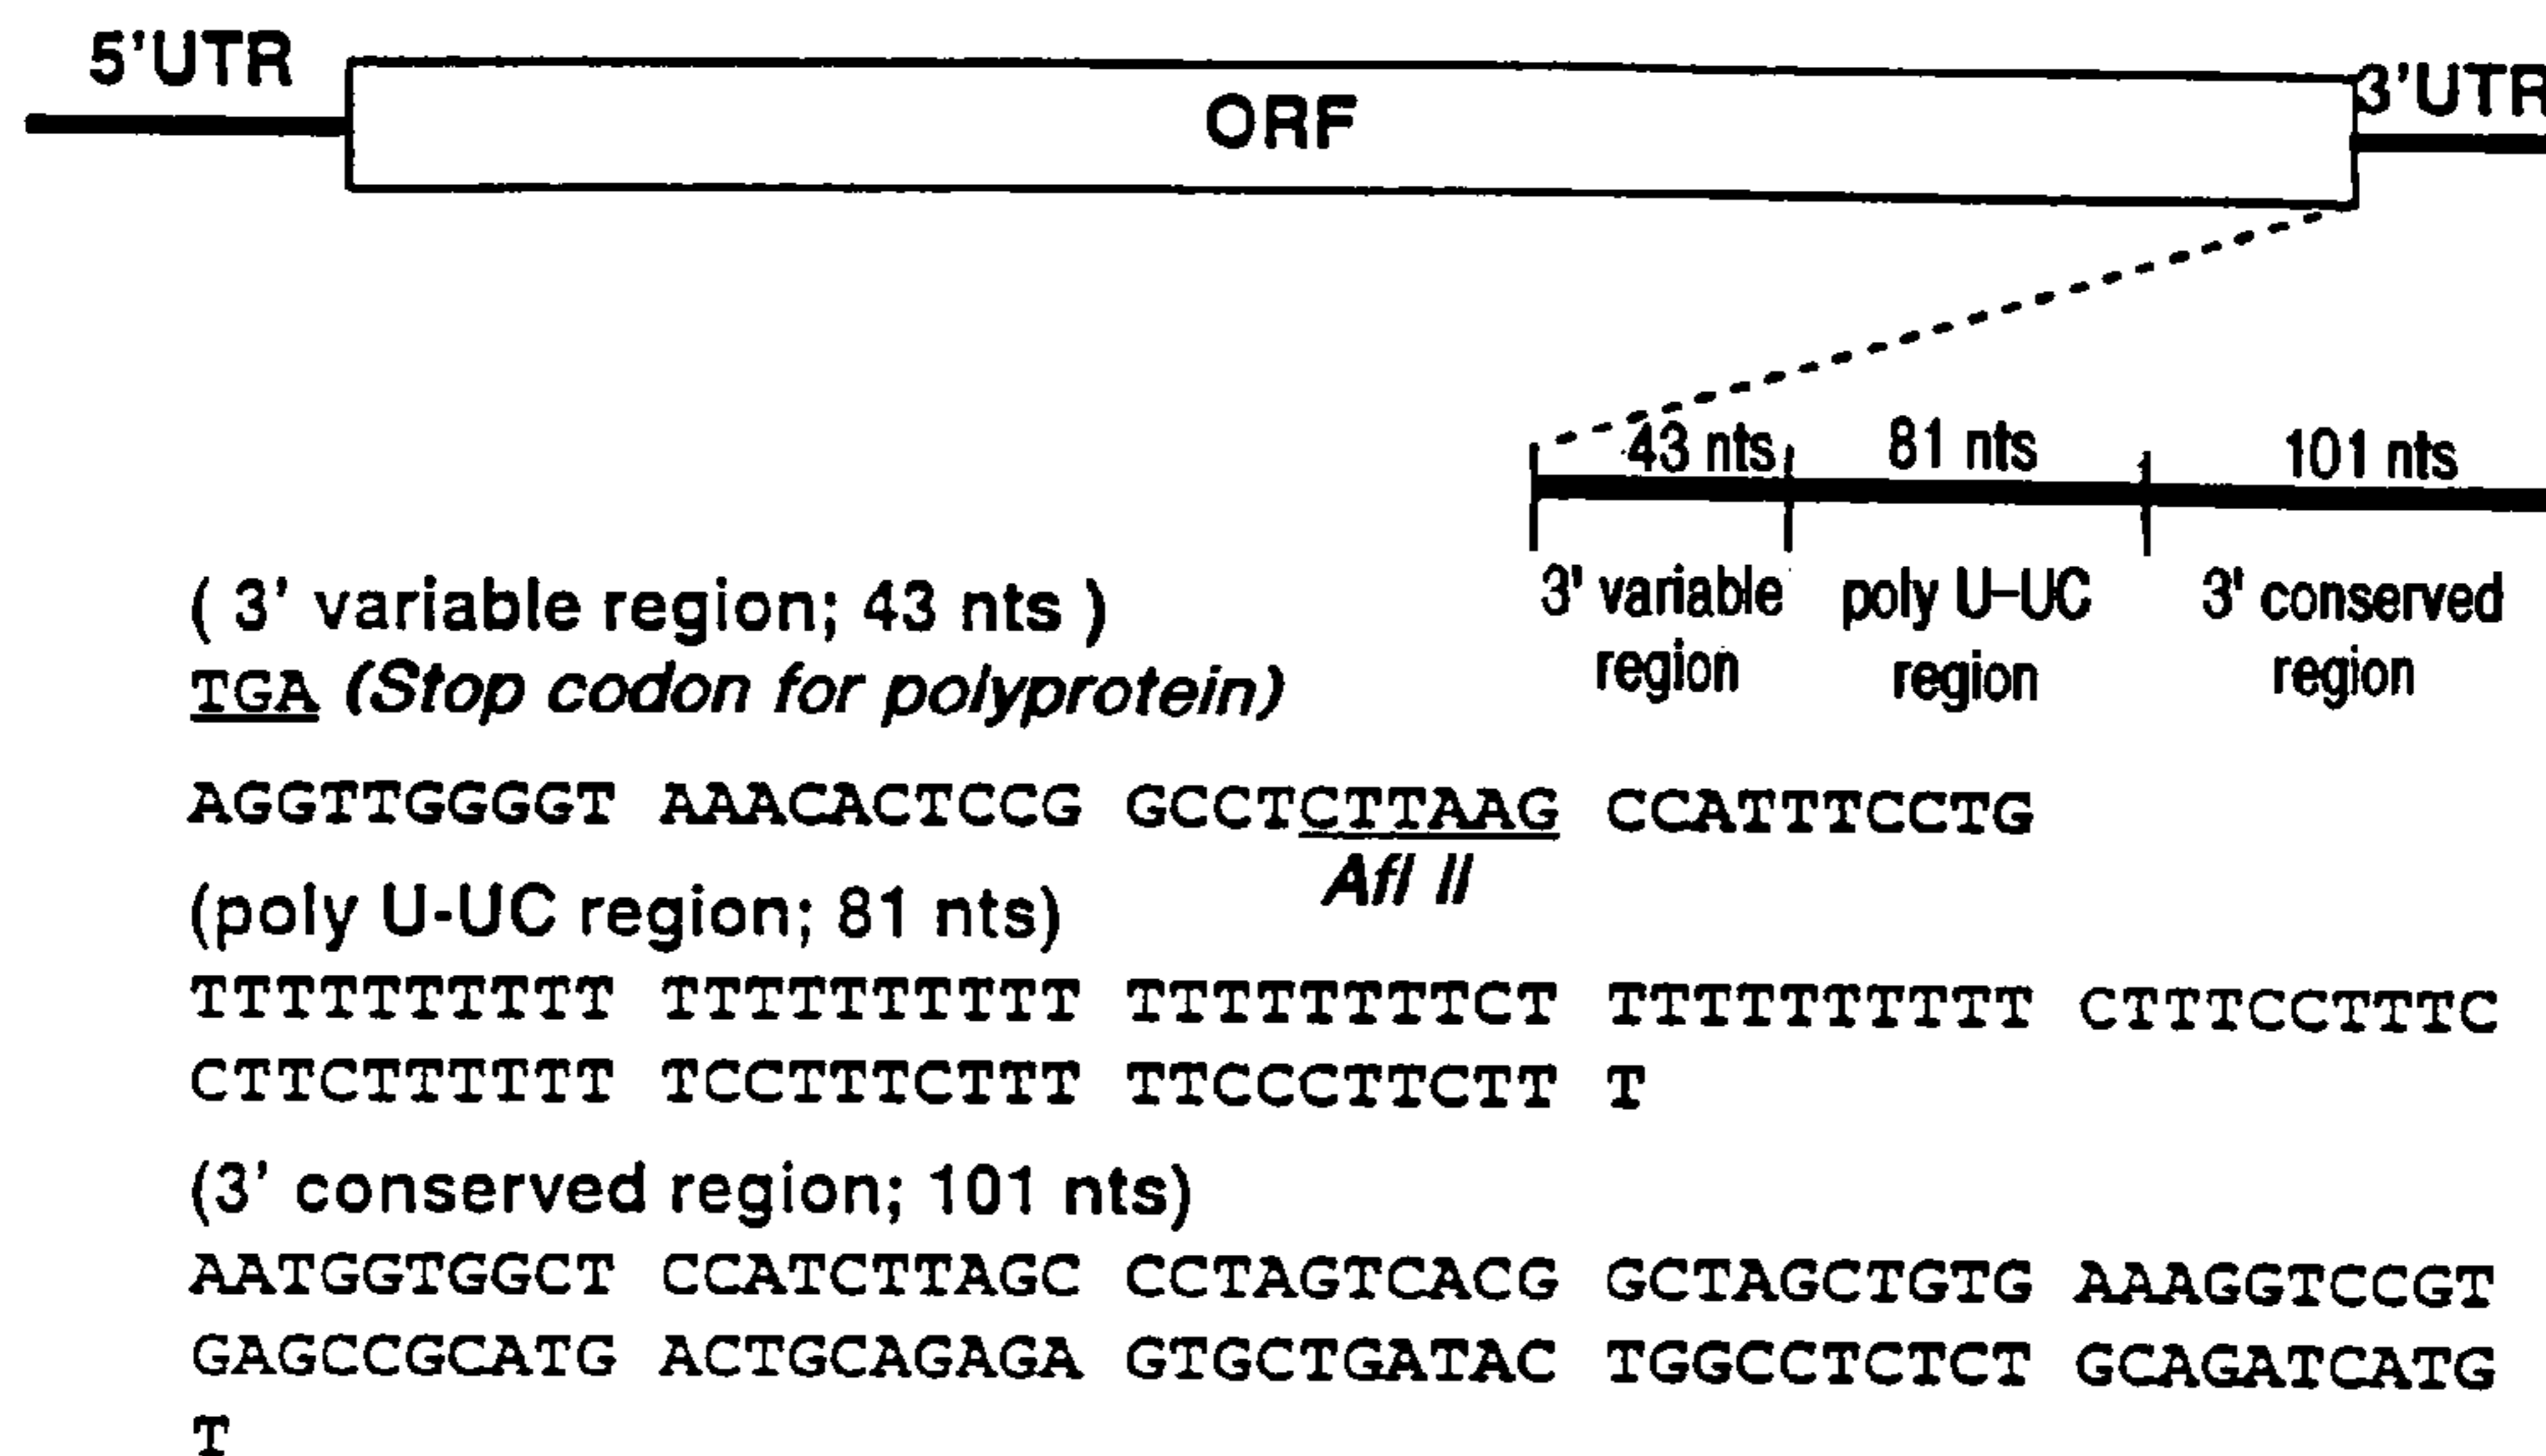 5'UTR ORF 3'UTR
43 nts 81 nts 101 nts
3' variable region poly U-UC region 3' conserved region
( 3' variable region; 43 nts )
TGA (Stop codon for polyprotein)
AGGTTGGGGT AAACACTCCG GCCTCTTAAG CCATTTCCTG
Afl II
(poly U-UC region; 81 nts)
TTTTTTTTTT TTTTTTTTTT TTTTTTTTCT TTTTTTTTTT CTTTCCTTTC
CTTCTTTTTT TCCTTTCTTT TTCCCTTCTT T
(3' conserved region; 101 nts)
AATGGTGGCT CCATCTTAGC CCTAGTCACG GCTAGCTGTG AAAGGTCCGT
GAGCCGCATG ACTGCAGAGA GTGCTGATAC TGGCCTCTCT GCAGATCATG
T